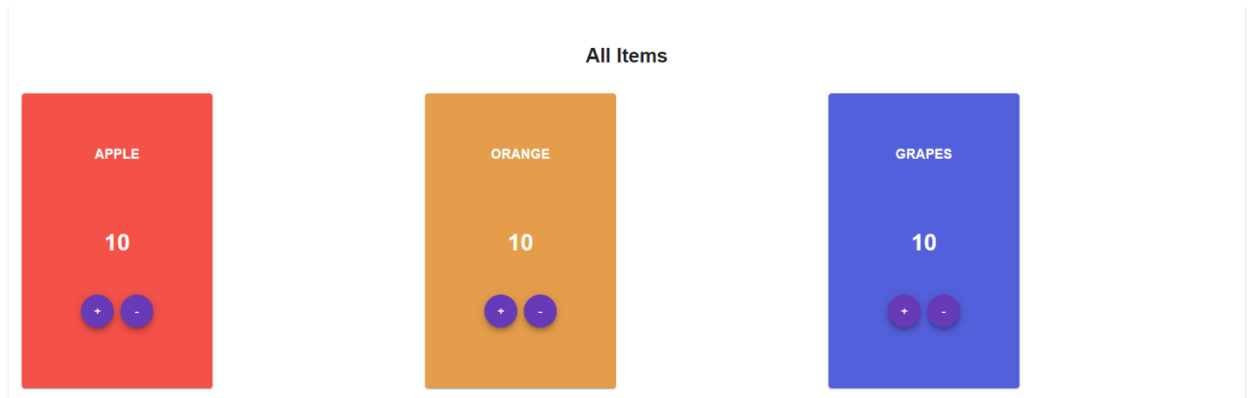 All Items
APPLE
10
+ -
ORANGE
10
+ -
GRAPES
10
+ -